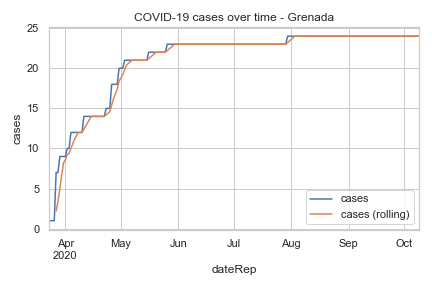 COVID-19 cases over time - Grenada
25
20
15
10
5
0
cases
cases
cases (rolling)
Apr
2020
May
Jun
Jul
Aug
Sep
Oct
dateRep